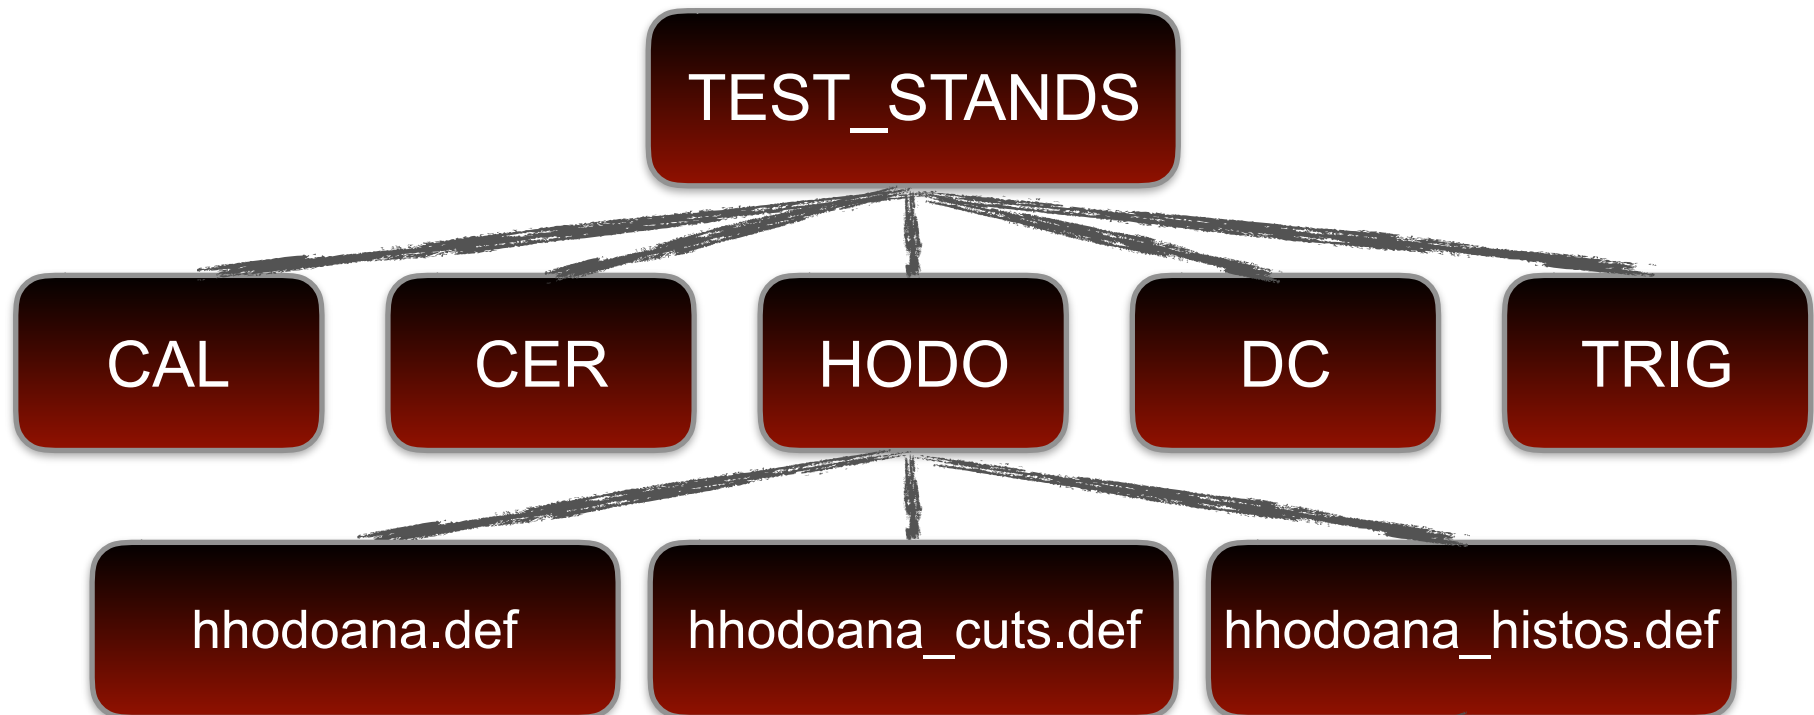 TEST_STANDS
CAL
CER
HODO
DC
TRIG
hhodoana.def
hhodoana_cuts.def
hhodoana_histos.def